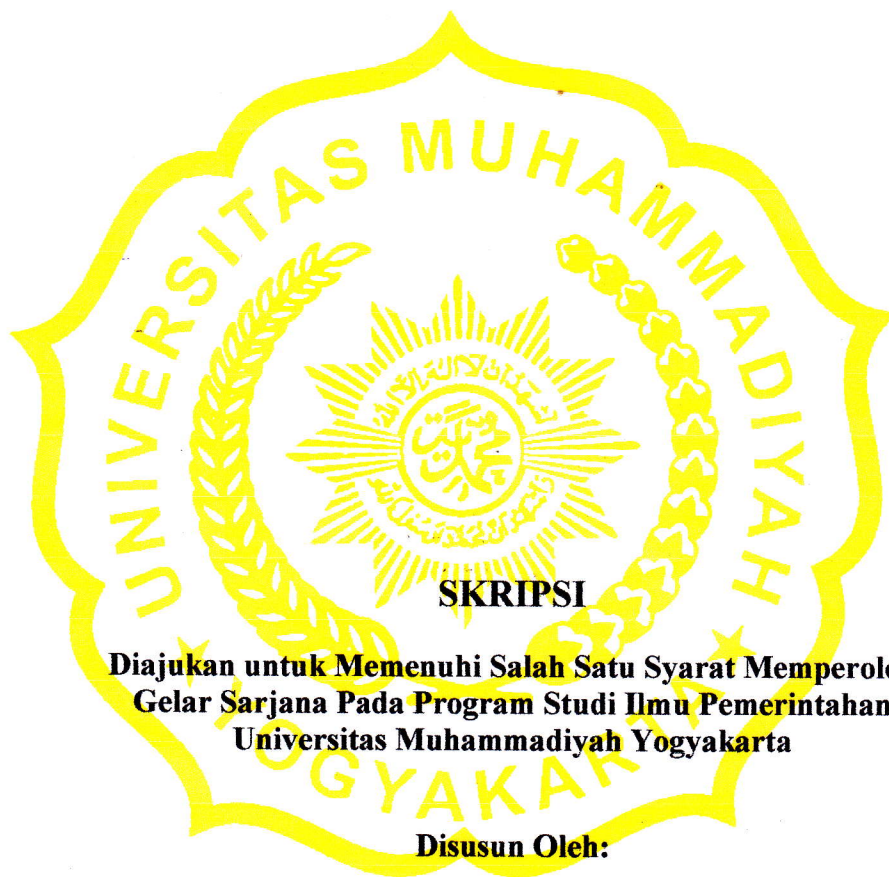 UNIVERSITAS MUHAMMADIYAH
YOGYAKARTA
SKRIPSI
Diajukan untuk Memenuhi Salah Satu Syarat Memperol
Gelar Sarjana Pada Program Studi Ilmu Pemerintahan
Universitas Muhammadiyah Yogyakarta
Disusun Oleh: